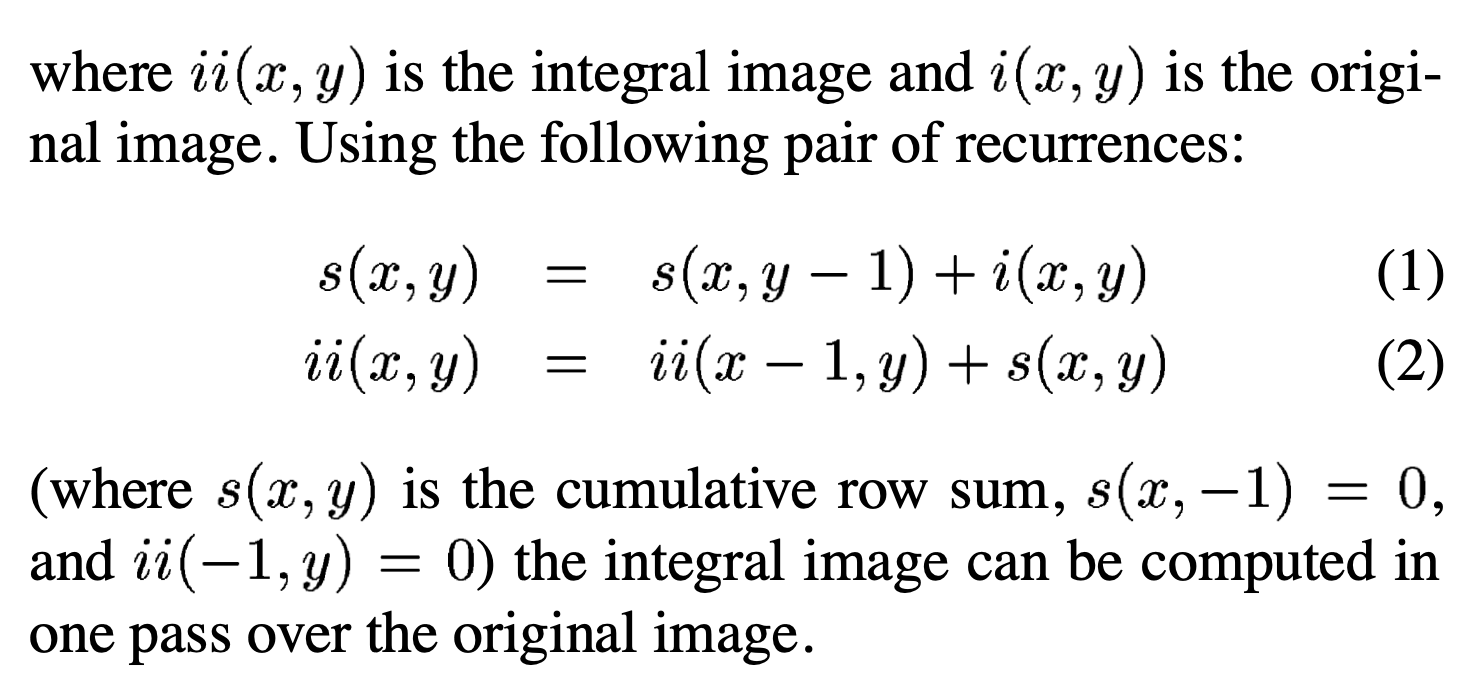 where ii(x, y) is the integral image and i(x, y) is the origi-
nal image. Using the following pair of recurrences:
s(x, y) = s(x, y − 1) + i(x, y) (1)
ii(x, y) = ii(x − 1, y) + s(x, y) (2)
(where s(x, y) is the cumulative row sum, s(x, −1) = 0,
and ii(−1, y) = 0) the integral image can be computed in
one pass over the original image.